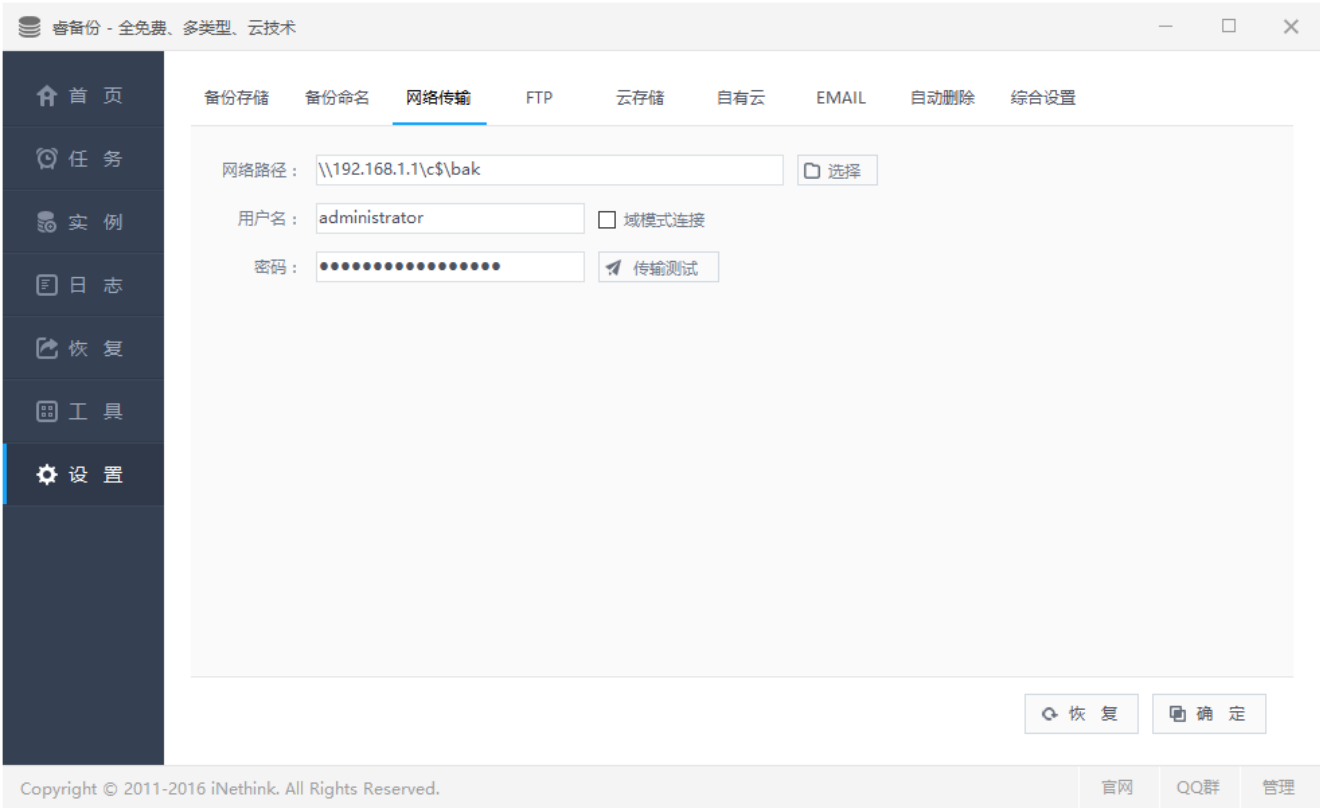 睿备份 - 全免费、多类型、云技术
首 页
任 务
实 例
日 志
恢 复
工 具
设 置
备份存储 备份命名 网络传输 FTP 云存储 自有云 EMAIL 自动删除 综合设置
网络路径： \\192.168.1.1\c$\bak 选择
用户名： administrator 域模式连接
密码： ●●●●●●●●●●●●●●●●● 传输测试
恢 复 确 定
Copyright © 2011-2016 iNethink. All Rights Reserved. 官网 QQ群 管理